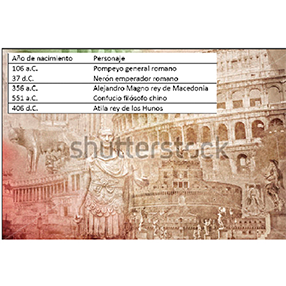 Año de nacimiento Personaje
106 a.C. Pompeyo general romano
37 d.C. Nerón emperador romano
356 a.C. Alejandro Magno rey de Macedonia
551 a.C. Confucio filósofo chino
406 d.C. Atila rey de los Hunos
shutterstock